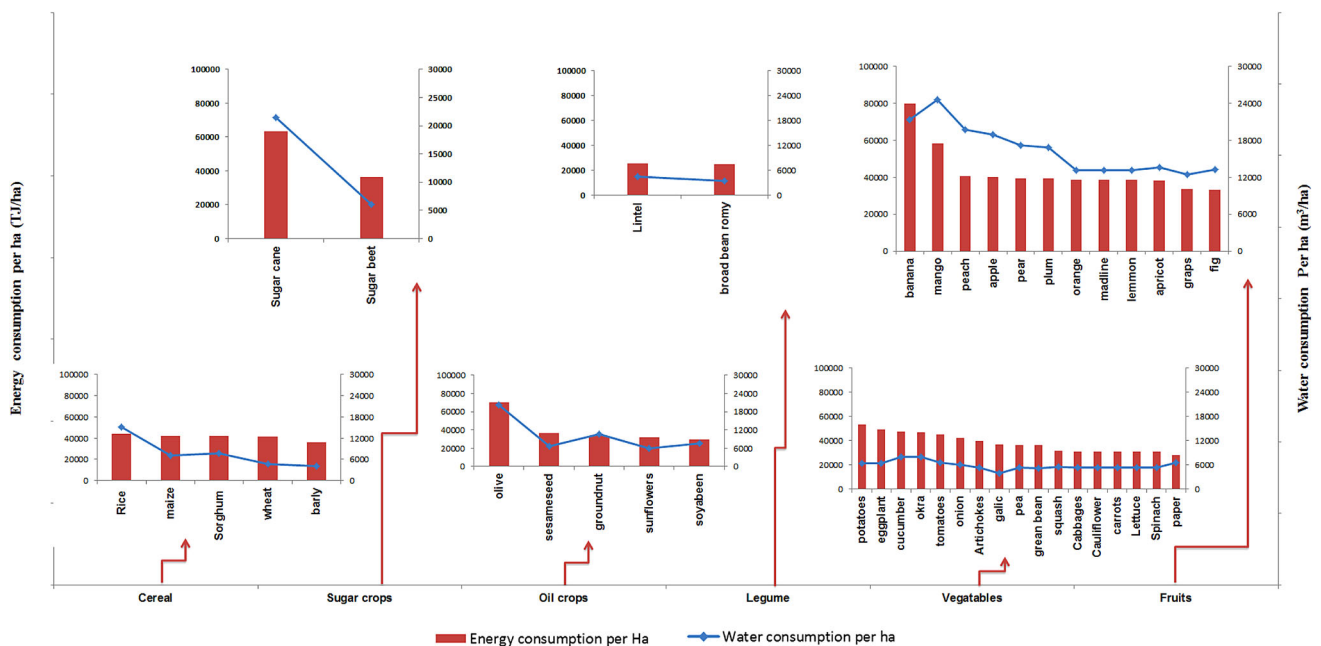 Energy consumption per ha (TJ/ha)
Water consumption Per ha (m³/ha)
100000
80000
60000
40000
20000
0
30000
25000
20000
15000
10000
5000
0
Sugar cane
Sugar beet
100000
80000
60000
40000
20000
0
30000
24000
18000
12000
6000
0
Lintel
broad bean romy
100000
80000
60000
40000
20000
0
30000
24000
18000
12000
6000
0
banana
mango
peach
apple
pear
plum
orange
madline
lemmon
apricot
graps
fig
100000
80000
60000
40000
20000
0
30000
24000
18000
12000
6000
0
Rice
maize
Sorghum
wheat
barly
100000
80000
60000
40000
20000
0
30000
24000
18000
12000
6000
0
olive
sesameseed
groundnut
sunflowers
soyabeen
100000
80000
60000
40000
20000
0
30000
24000
18000
12000
6000
0
potatoes
eggplant
cucumber
okra
tomatoes
onion
Artichokes
galic
pea
grean bean
squash
Cabbages
Cauliflower
carrots
Lettuce
Spinach
paper
Cereal
Sugar crops
Oil crops
Legume
Vegatables
Fruits
Energy consumption per Ha
Water consumption per ha